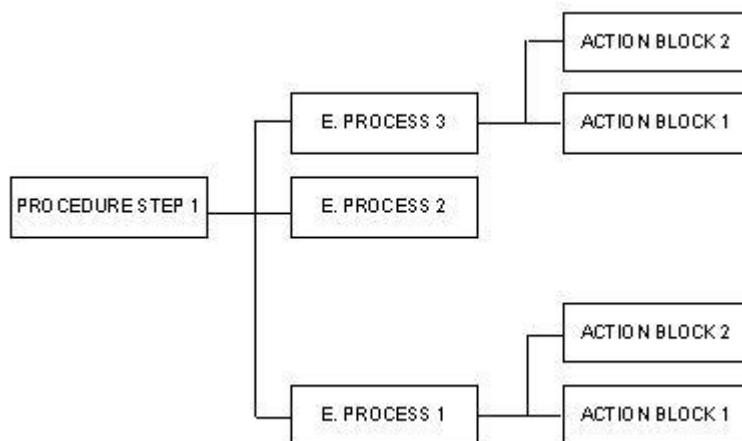 ACTION BLOCK 2
E. PROCESS 3
ACTION BLOCK 1
PROCEDURE STEP 1
E. PROCESS 2
ACTION BLOCK 2
E. PROCESS 1
ACTION BLOCK 1